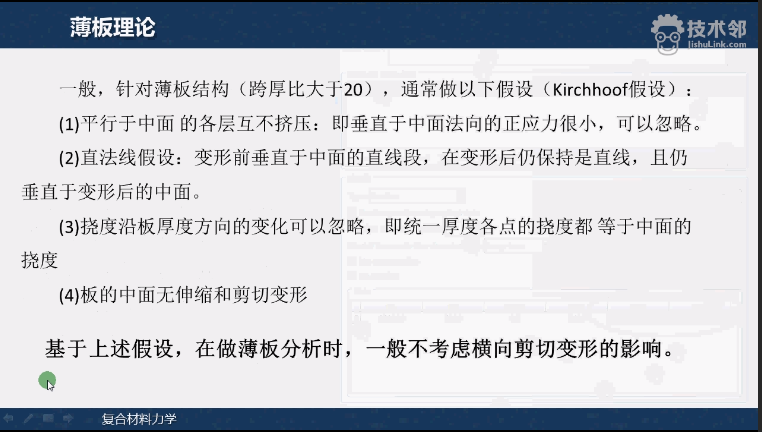 薄板理论
技术邻
JishuLink.com
一般，针对薄板结构（跨厚比大于20），通常做以下假设（Kirchhoof假设）：
(1)平行于中面 的各层互不挤压：即垂直于中面法向的正应力很小，可以忽略。
(2)直法线假设：变形前垂直于中面的直线段，在变形后仍保持是直线，且仍
垂直于变形后的中面。
(3)挠度沿板厚度方向的变化可以忽略，即统一厚度各点的挠度都 等于中面的
挠度
(4)板的中面无伸缩和剪切变形
基于上述假设，在做薄板分析时，一般不考虑横向剪切变形的影响。
复合材料力学